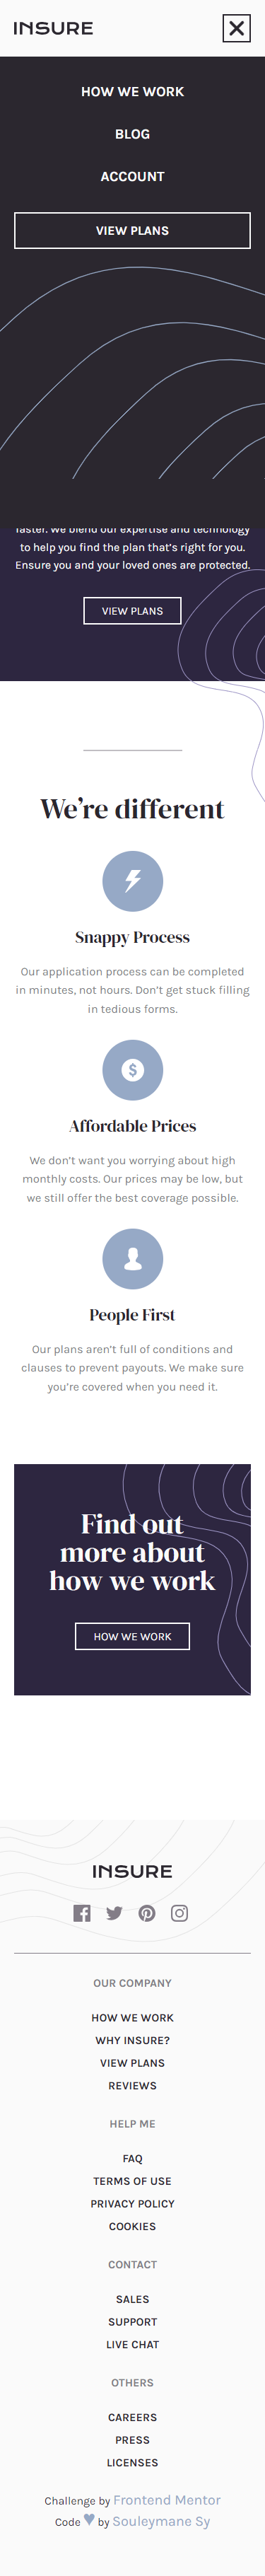 INSURE
HOW WE WORK
BLOG
ACCOUNT
VIEW PLANS
faster. We blend our expertise and technology
to help you find the plan that’s right for you.
Ensure you and your loved ones are protected.
VIEW PLANS
We’re different
Snappy Process
Our application process can be completed
in minutes, not hours. Don’t get stuck filling
in tedious forms.
Affordable Prices
We don’t want you worrying about high
monthly costs. Our prices may be low, but
we still offer the best coverage possible.
People First
Our plans aren’t full of conditions and
clauses to prevent payouts. We make sure
you’re covered when you need it.
Find out
more about
how we work
HOW WE WORK
INSURE
OUR COMPANY
HOW WE WORK
WHY INSURE?
VIEW PLANS
REVIEWS
HELP ME
FAQ
TERMS OF USE
PRIVACY POLICY
COOKIES
CONTACT
SALES
SUPPORT
LIVE CHAT
OTHERS
CAREERS
PRESS
LICENSES
Challenge by Frontend Mentor
Code ♥ by Souleymane Sy